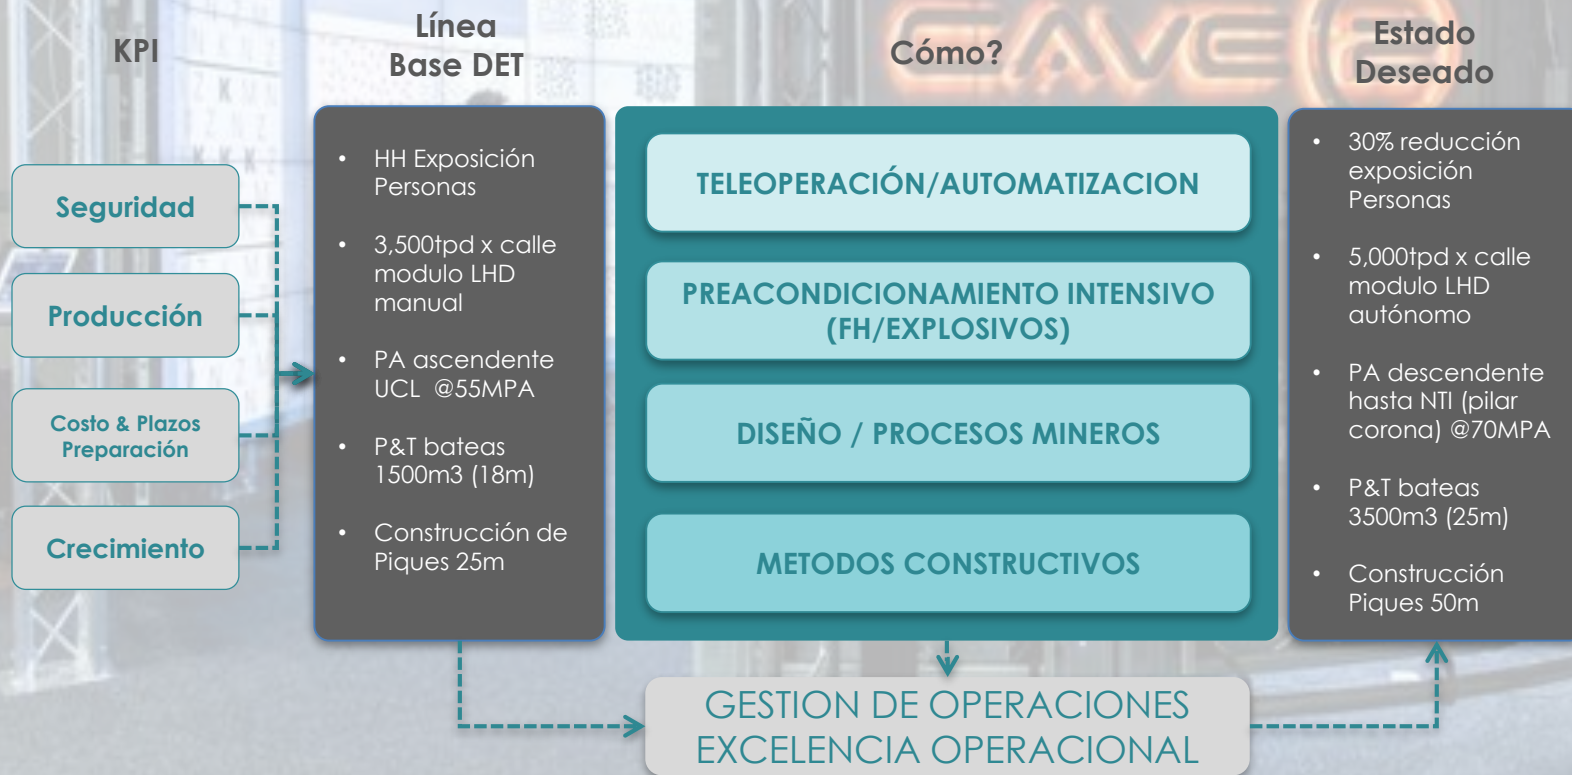 KPI
Línea
Base DET
Cómo?
Estado
Deseado
Seguridad
Producción
Costo & Plazos
Preparación
Crecimiento
• HH Exposición
Personas
• 3,500tpd x calle
modulo LHD
manual
• PA ascendente
UCL @55MPA
• P&T bateas
1500m3 (18m)
• Construcción de
Piques 25m
TELEOPERACIÓN/AUTOMATIZACION
PREACONDICIONAMIENTO INTENSIVO
(FH/EXPLOSIVOS)
DISEÑO / PROCESOS MINEROS
METODOS CONSTRUCTIVOS
• 30% reducción
exposición
Personas
• 5,000tpd x calle
modulo LHD
autónomo
• PA descendente
hasta NTI (pilar
corona) @70MPA
• P&T bateas
3500m3 (25m)
• Construcción
Piques 50m
GESTION DE OPERACIONES
EXCELENCIA OPERACIONAL
CAVE2